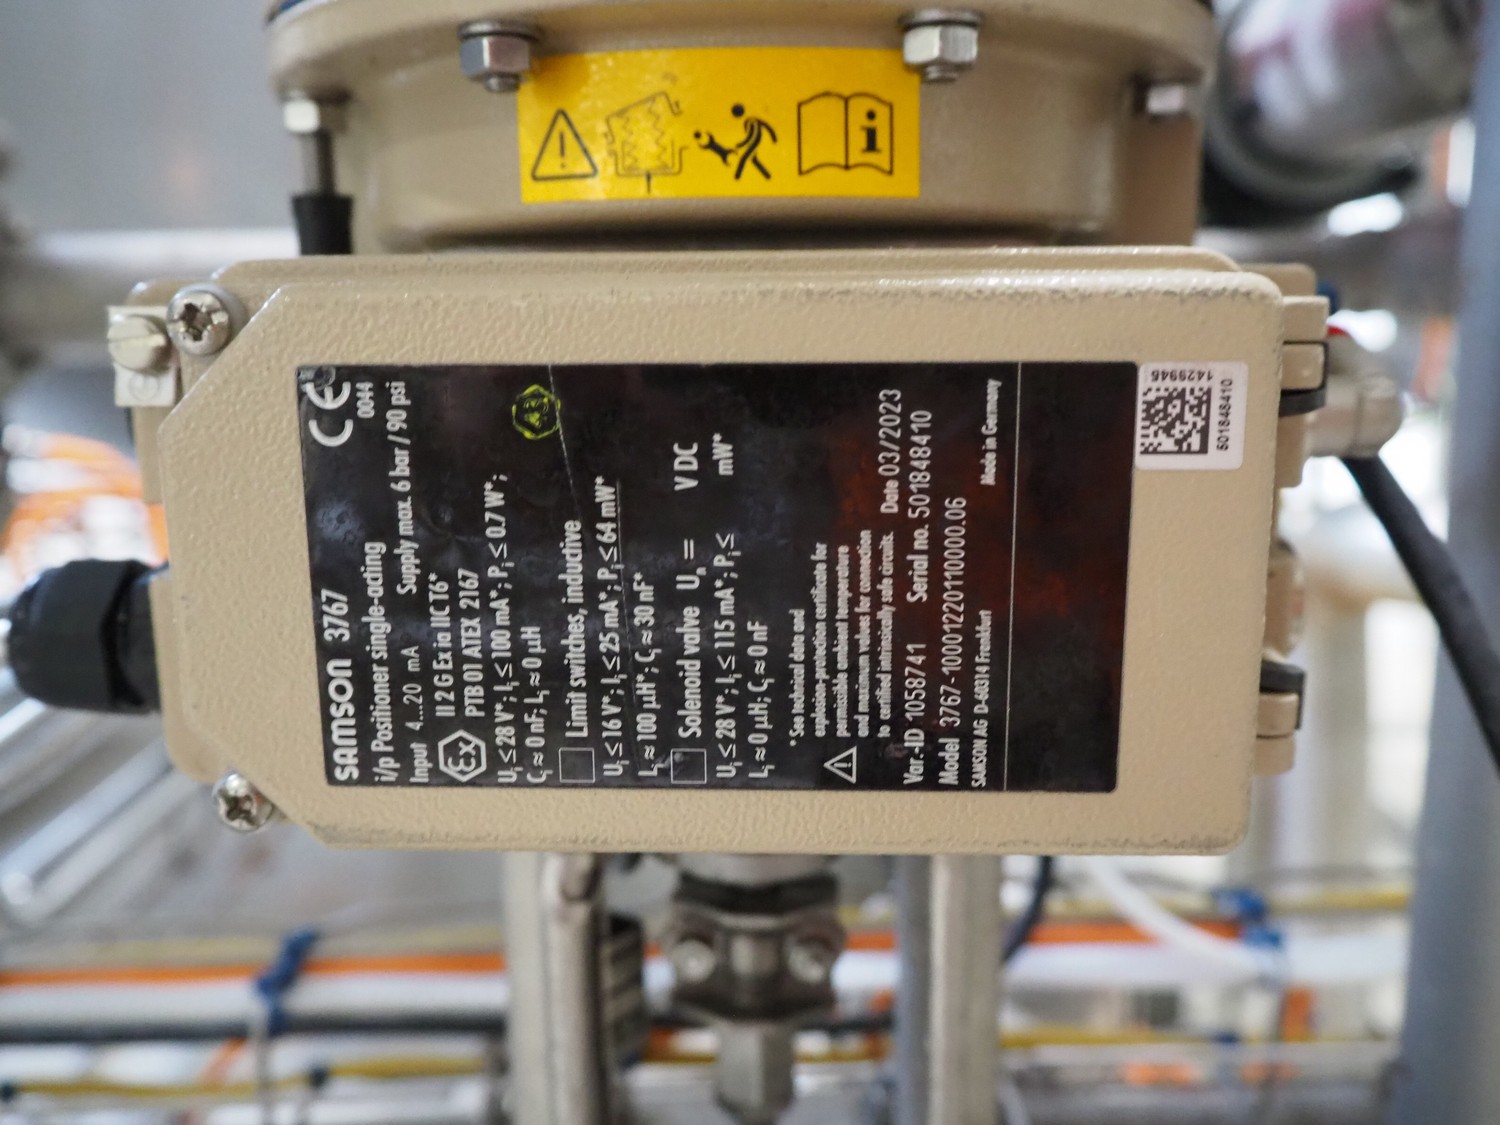 SAMSON 3767
CE
0044
i/p Positioner single-acting
Input 4...20 mA Supply max. 6 bar / 90 psi
Ex II 2 G Ex ia IIC T6*
PTB 01 ATEX 2167
Ui ≤ 28 V*; Ii ≤ 100 mA*; Pi ≤ 0.7 W*;
Ci ≈ 0 nF; Li ≈ 0 µH
Limit switches, inductive
Ui ≤ 16 V*; Ii ≤ 25 mA*; Pi ≤ 64 mW*
Li ≈ 100 µH*; Ci ≈ 30 nF*
Solenoid valve Un = V DC
Ui ≤ 28 V*; Ii ≤ 115 mA*; Pi ≤ mW*
Li ≈ 0 µH; Ci ≈ 0 nF
* See technical data and
explosion-protection certificate for
permissible ambient temperature
and maximum values for connection
to certified intrinsically safe circuits.
Date 03/2023
Var.-ID 1058741 Serial no. 501848410
Model 3767-1000122011 0000.06
SAMSON AG D-60314 Frankfurt Made in Germany
1429945
501848410